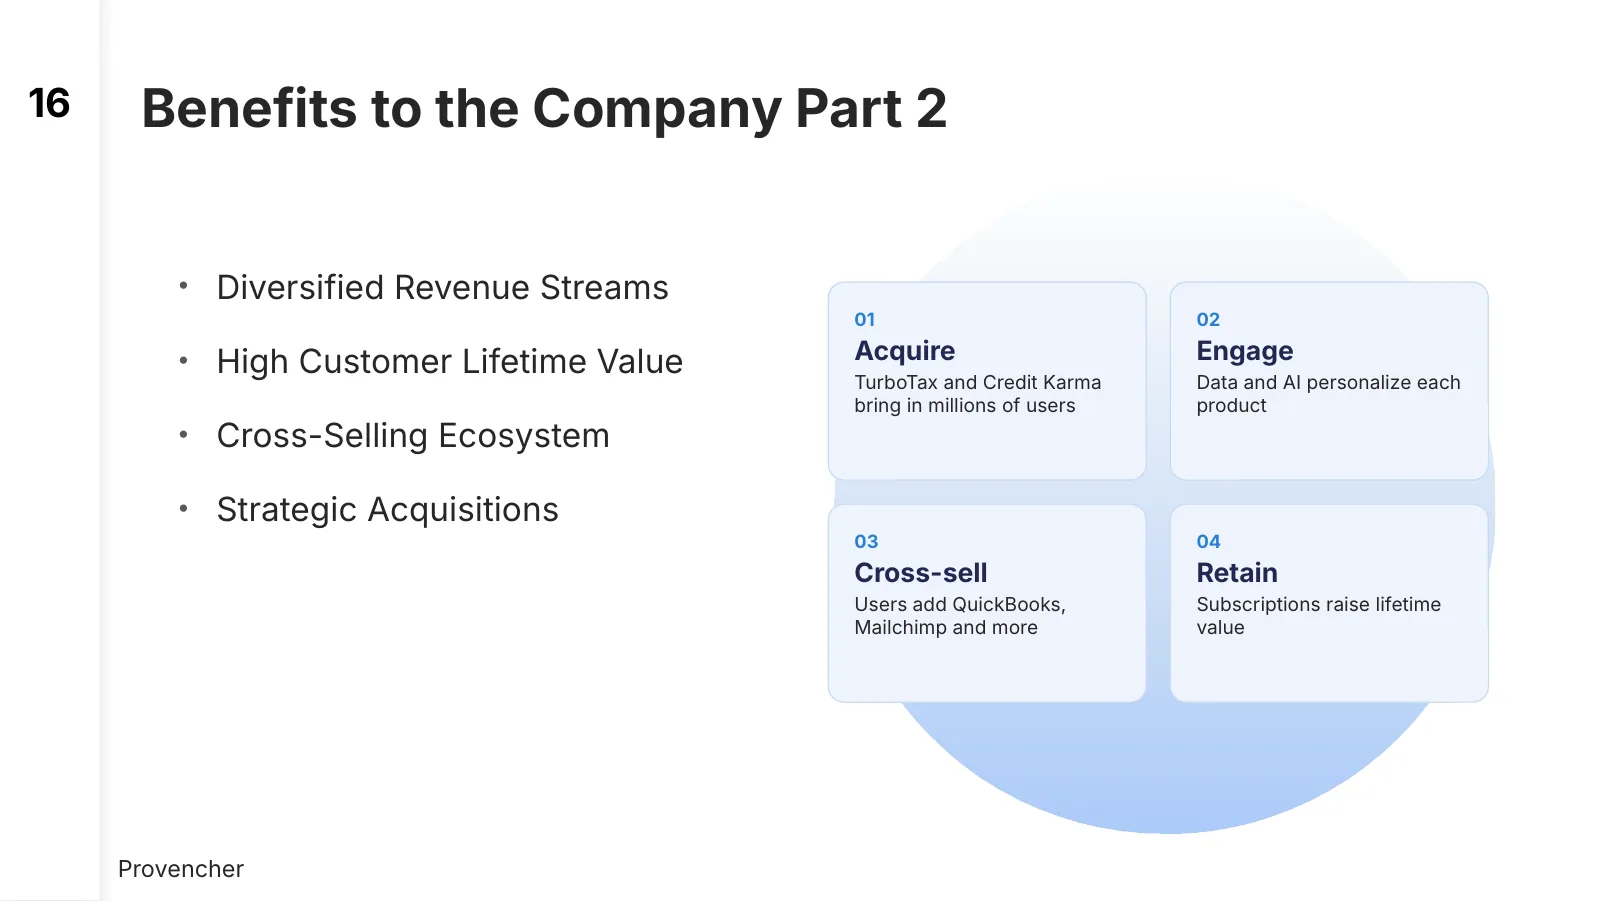 16
Benefits to the Company Part 2
• Diversified Revenue Streams
• High Customer Lifetime Value
• Cross-Selling Ecosystem
• Strategic Acquisitions
01
Acquire
TurboTax and Credit Karma
bring in millions of users
02
Engage
Data and AI personalize each
product
03
Cross-sell
Users add QuickBooks,
Mailchimp and more
04
Retain
Subscriptions raise lifetime
value
Provencher